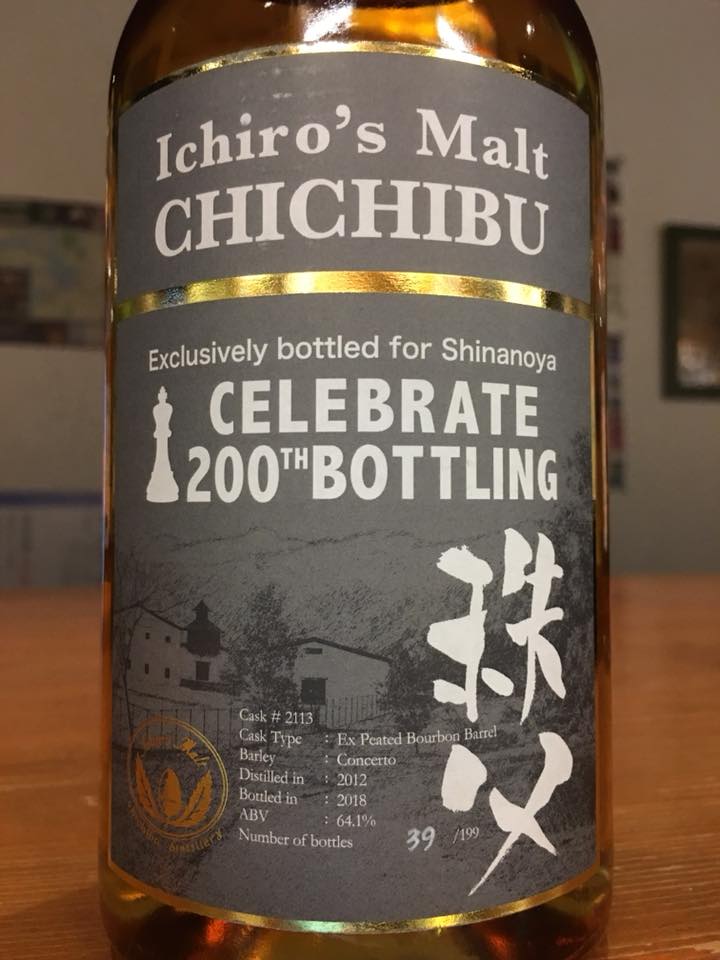 Ichiro's Malt
CHICHIBU
Exclusively bottled for Shinanoya
CELEBRATE
200TH BOTTLING
秩父
Cask # 2113
Cask Type : Ex Peated Bourbon Barrel
Barley : Concerto
Distilled in : 2012
Bottled in : 2018
ABV : 64.1%
Number of bottles 39 /199